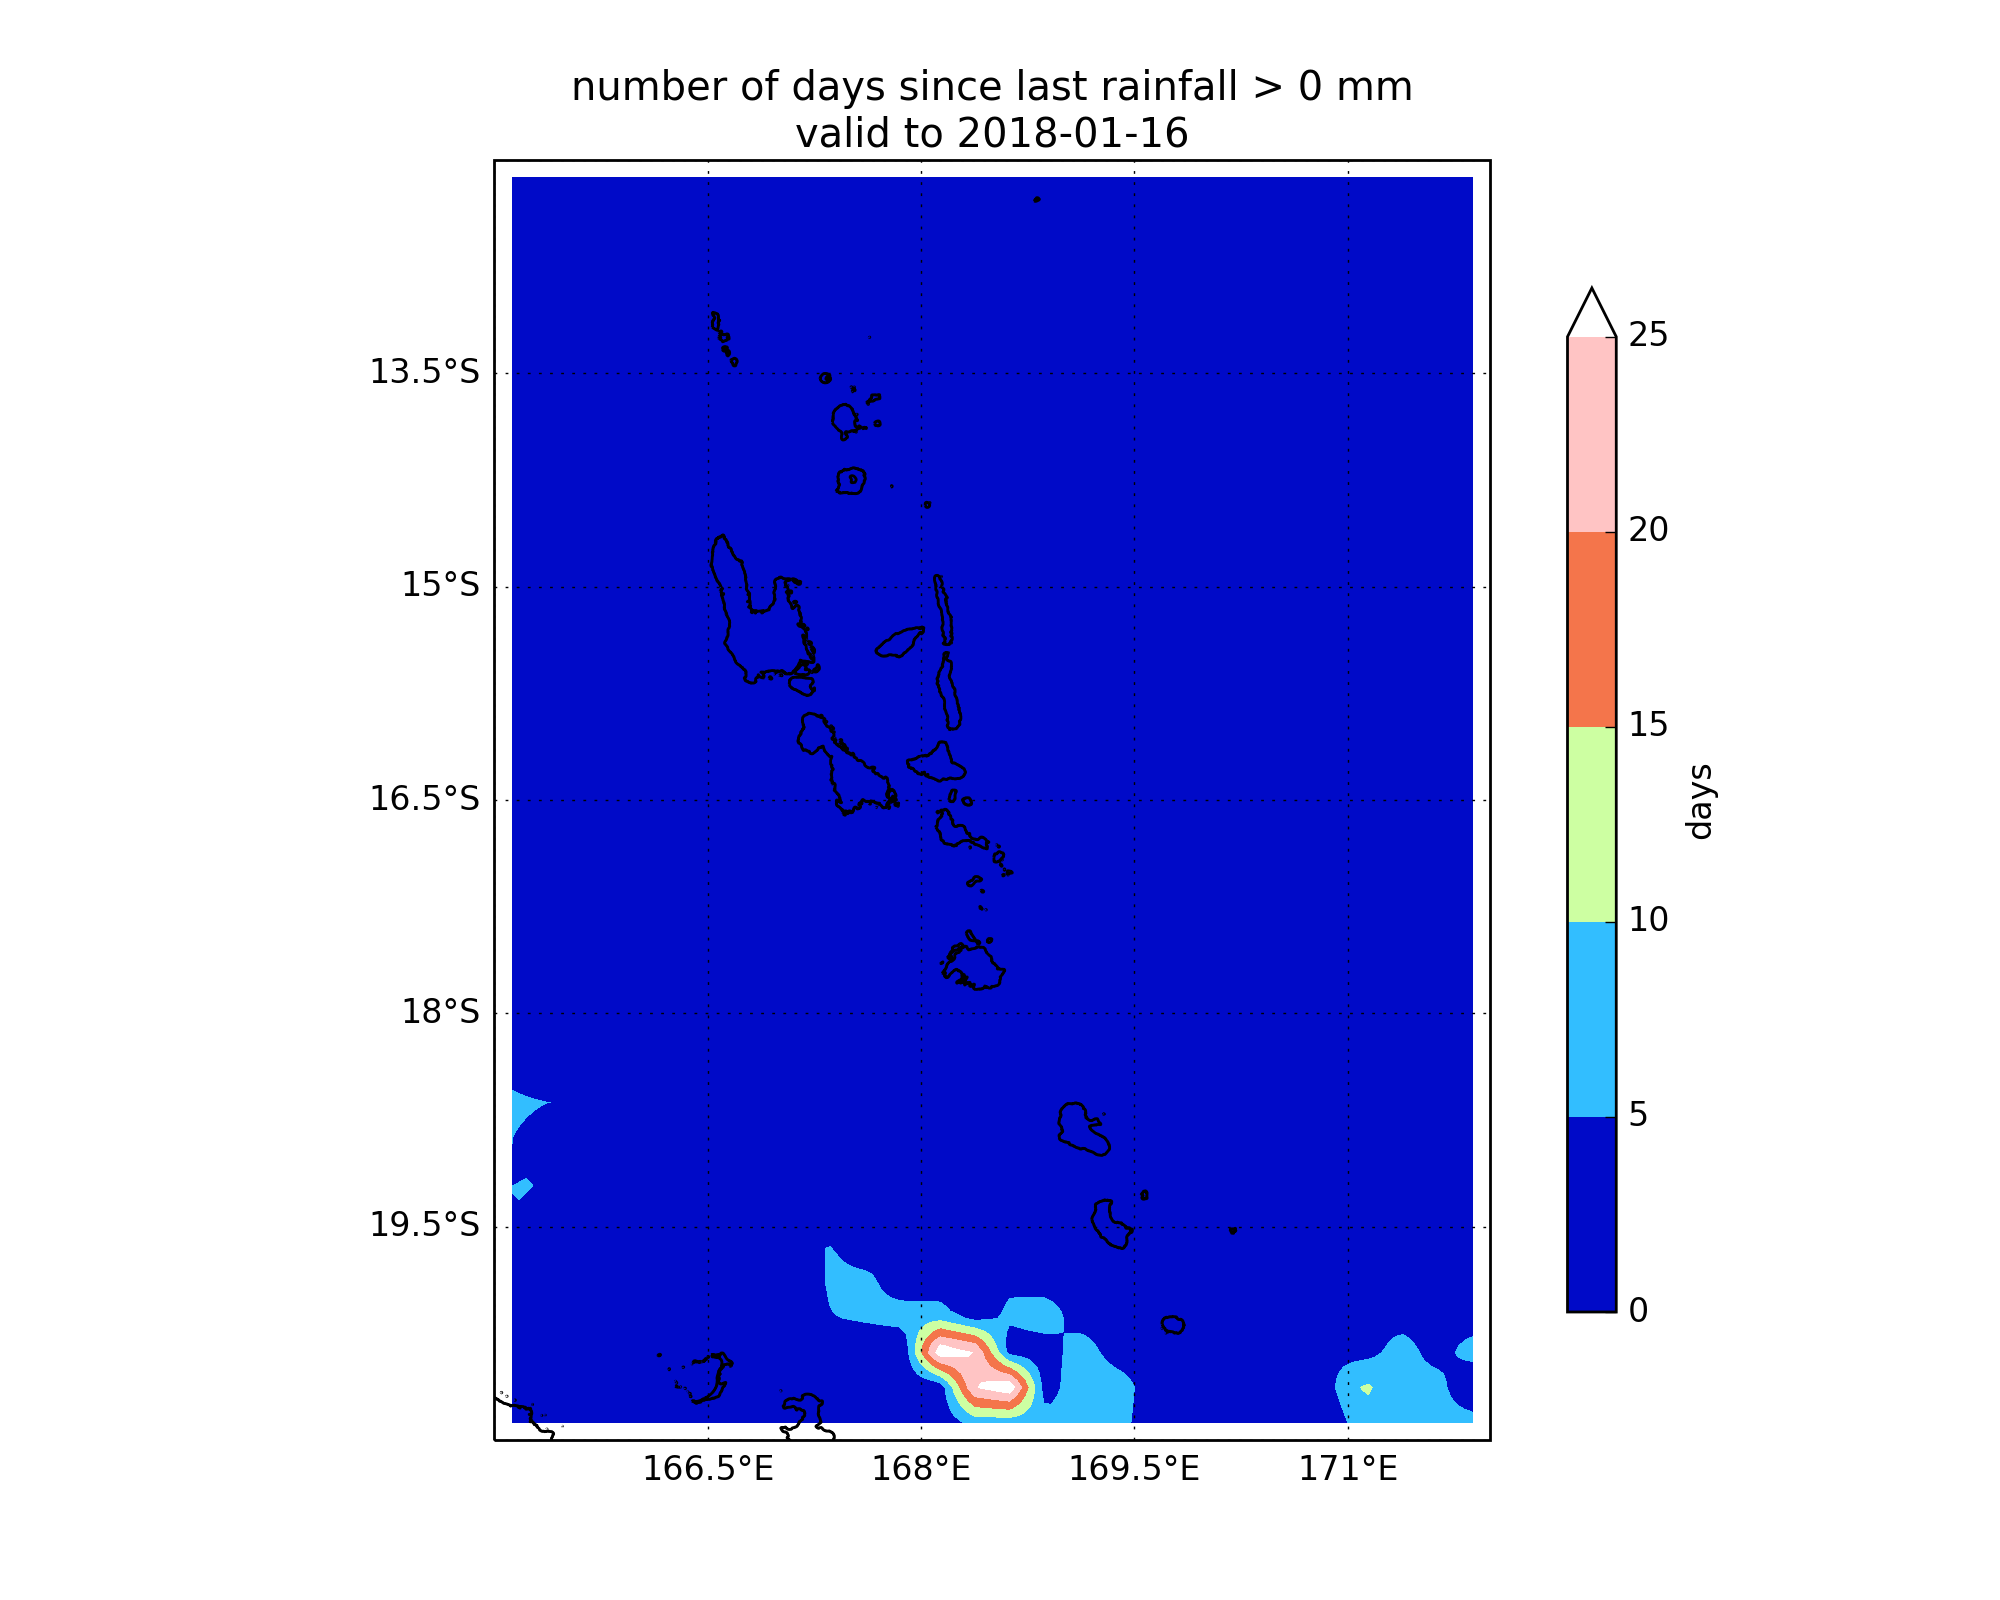 number of days since last rainfall > 0 mm
valid to 2018-01-16
13.5°S
15°S
16.5°S
18°S
19.5°S
166.5°E
168°E
169.5°E
171°E
25
20
15
10
5
0
days